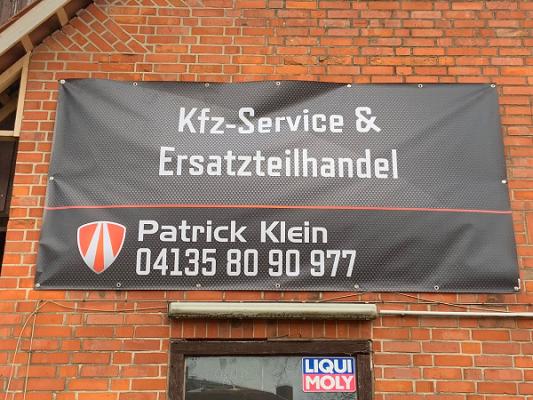 Kfz-Service &
Ersatzteilhandel
Patrick Klein
04135 80 90 977
LIQUI
MOLY